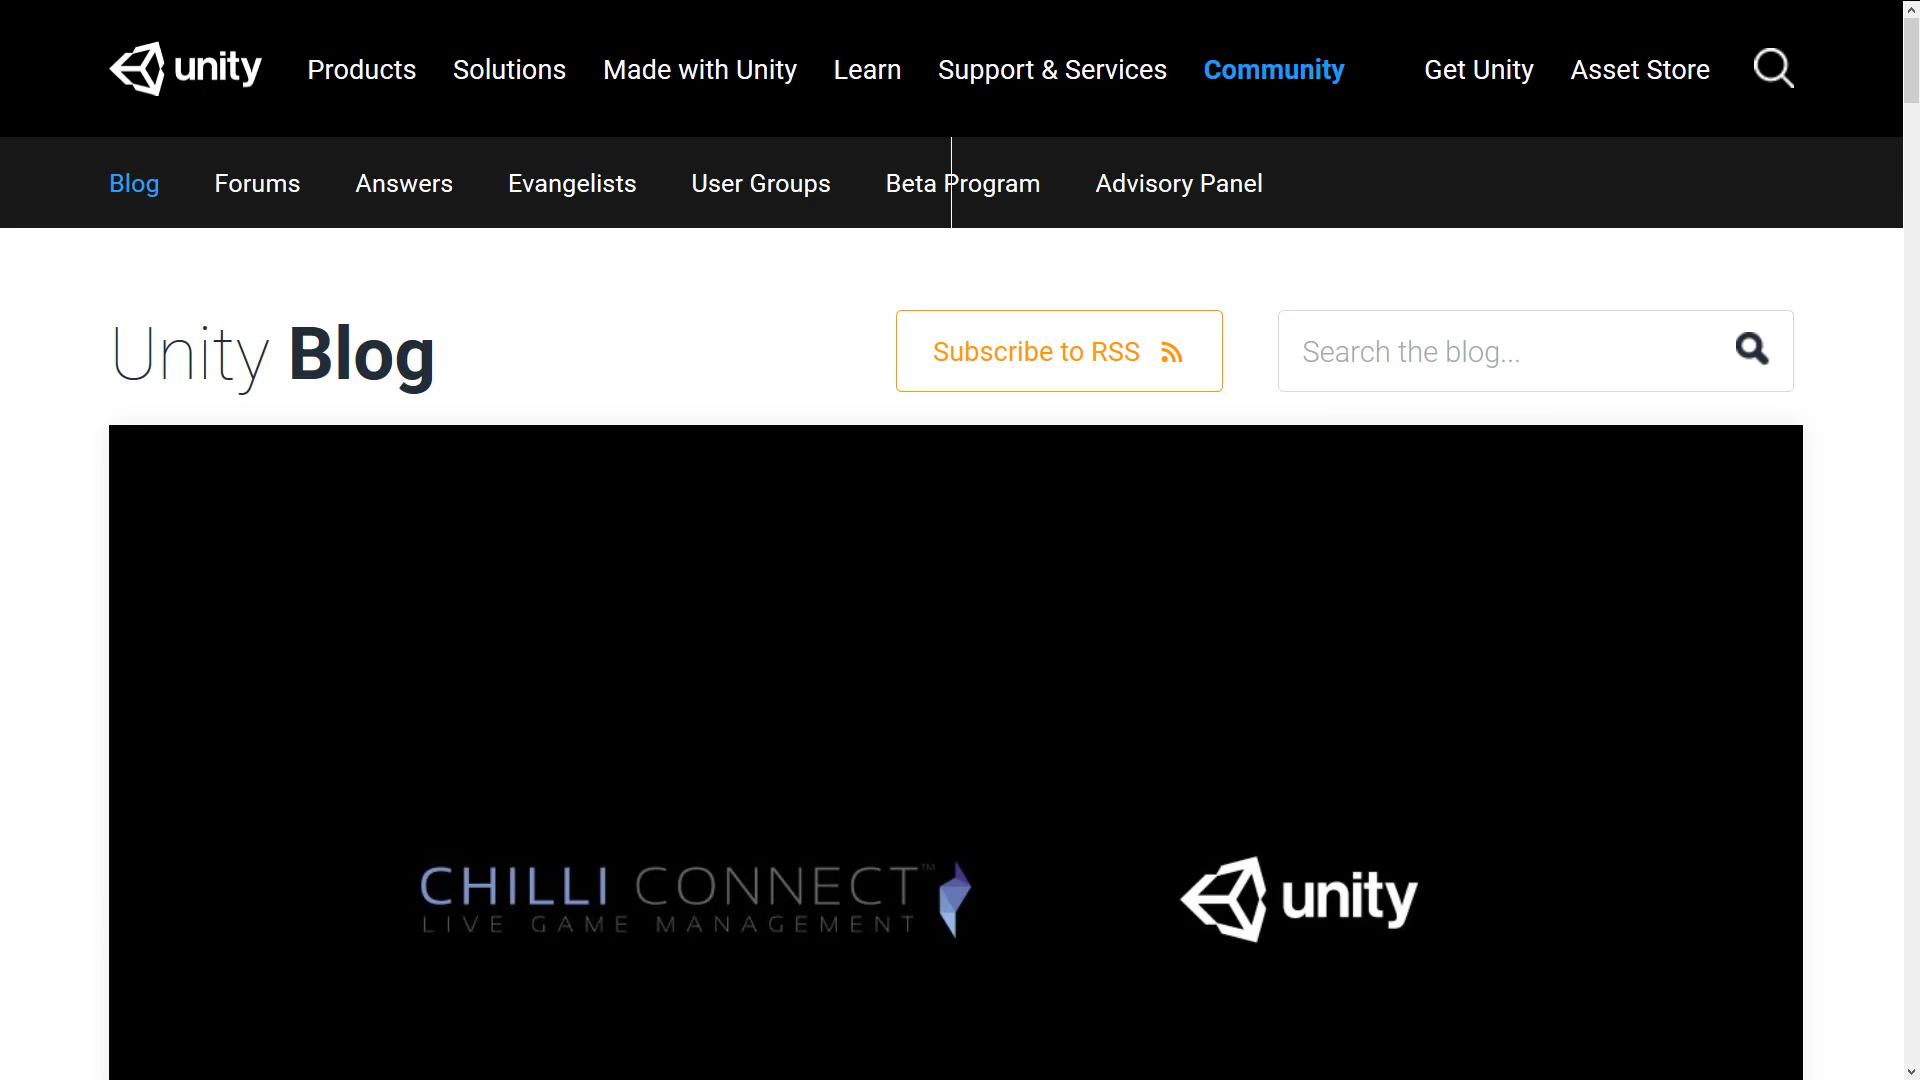 unity Products Solutions Made with Unity Learn Support & Services Community Get Unity Asset Store
Blog Forums Answers Evangelists User Groups Beta Program Advisory Panel
Unity Blog Subscribe to RSS Search the blog...
CHILLI CONNECT™ unity
LIVE GAME MANAGEMENT